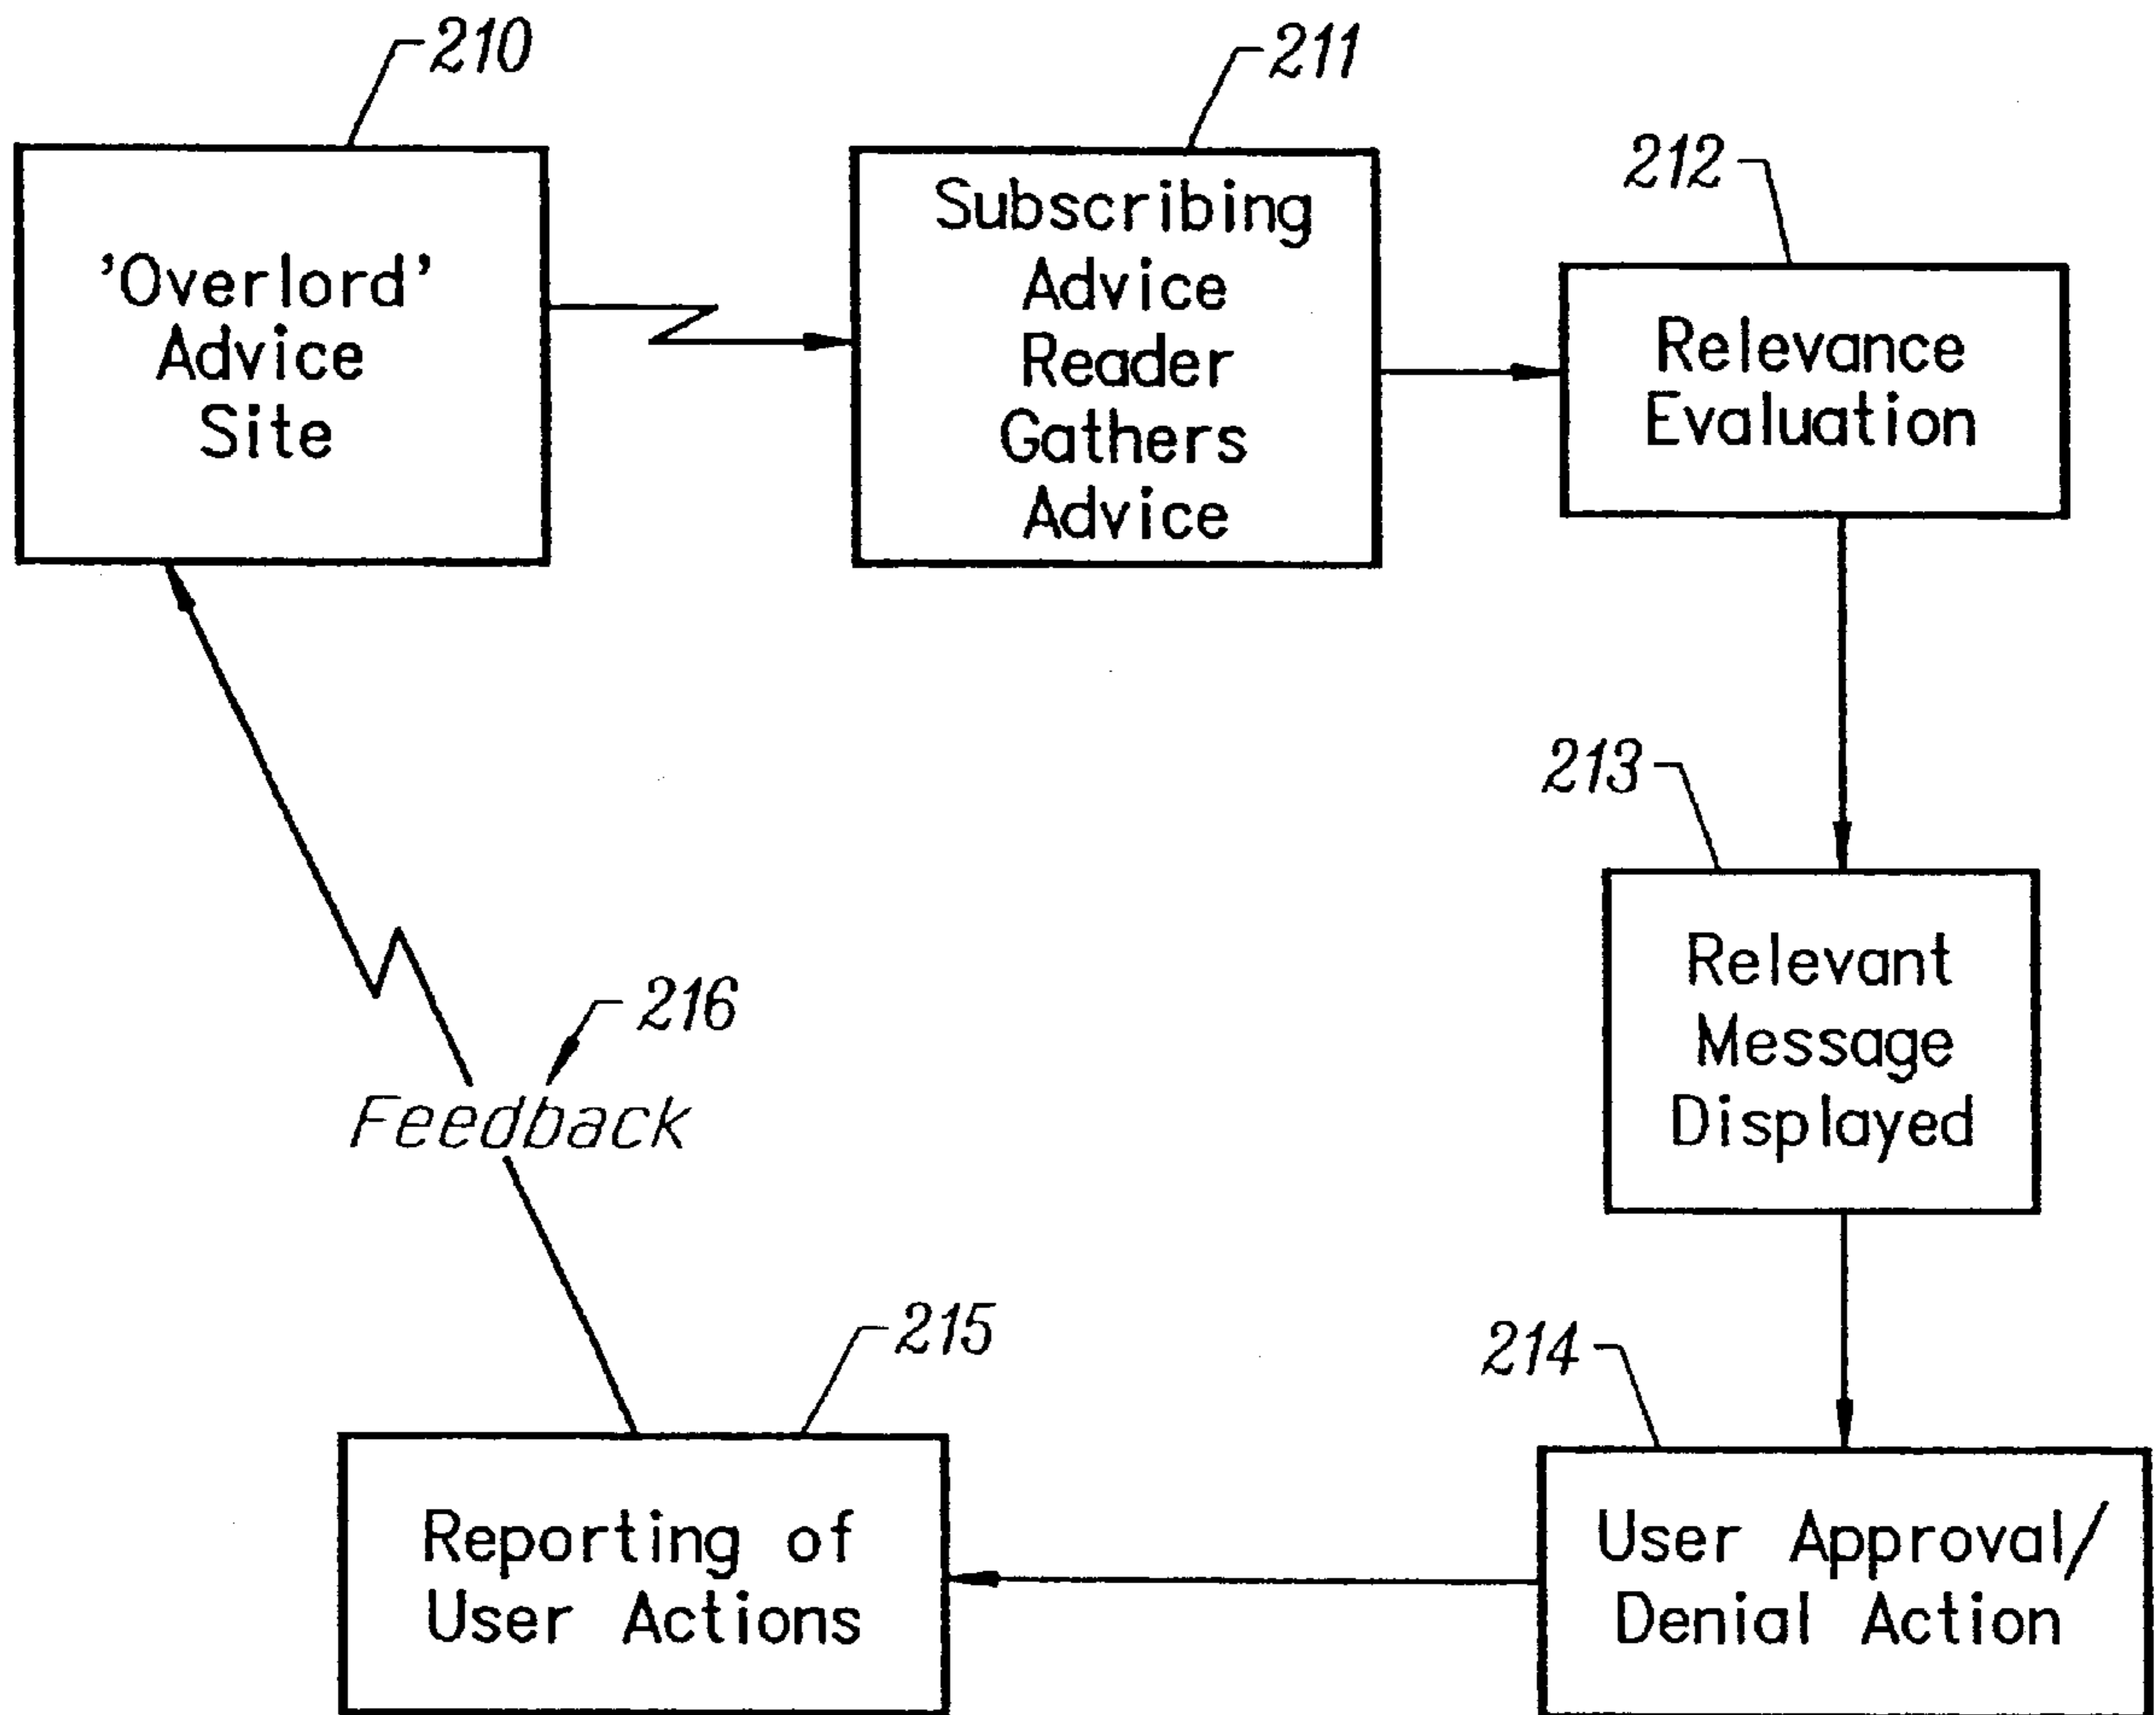 210
'Overlord'
Advice
Site
211
Subscribing
Advice
Reader
Gathers
Advice
212
Relevance
Evaluation
213
Relevant
Message
Displayed
214
User Approval/
Denial Action
215
Reporting of
User Actions
216
Feedback